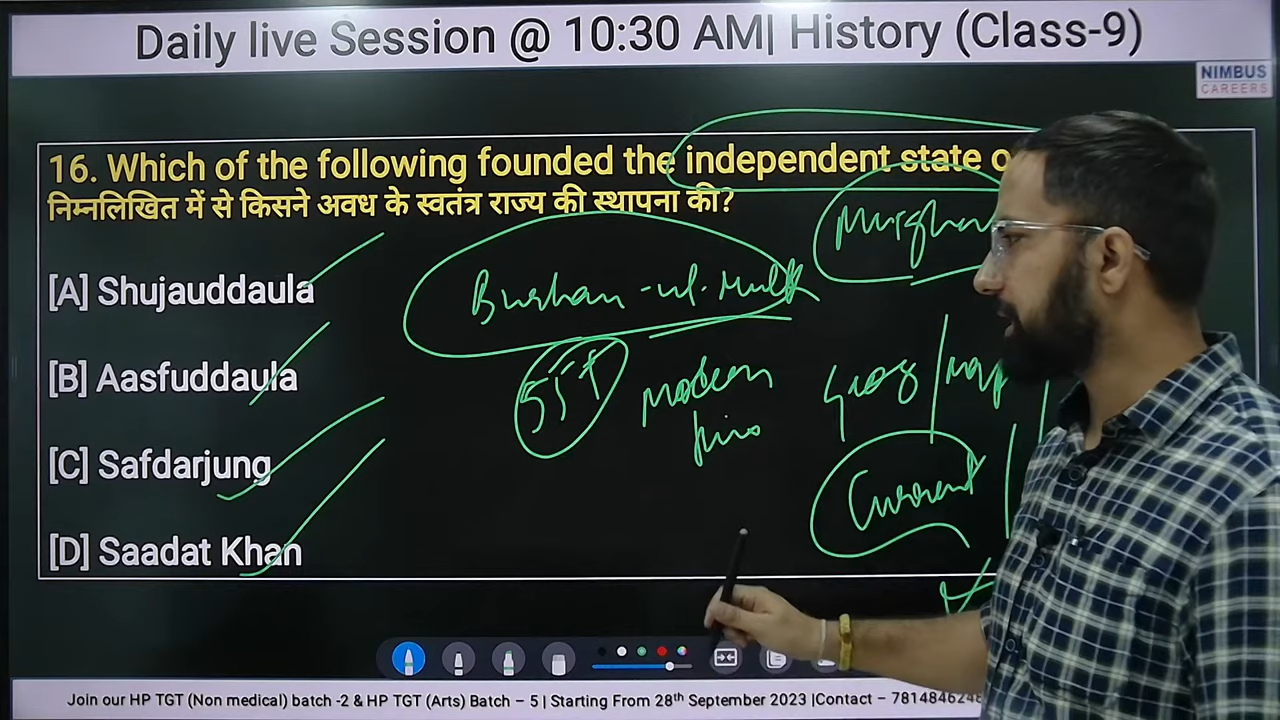 Daily live Session @ 10:30 AM| History (Class-9)
NIMBUS
CAREERS
16. Which of the following founded the independent state o
निम्नलिखित में से किसने अवध के स्वतंत्र राज्य की स्थापना की?
[A] Shujauddaula
[B] Aasfuddaula
[C] Safdarjung
[D] Saadat Khan
Burhan-ul-Mulk
55+
modern
Current
Join our HP TGT (Non medical) batch -2 & HP TGT (Arts) Batch – 5 | Starting From 28th September 2023 |Contact – 78148462